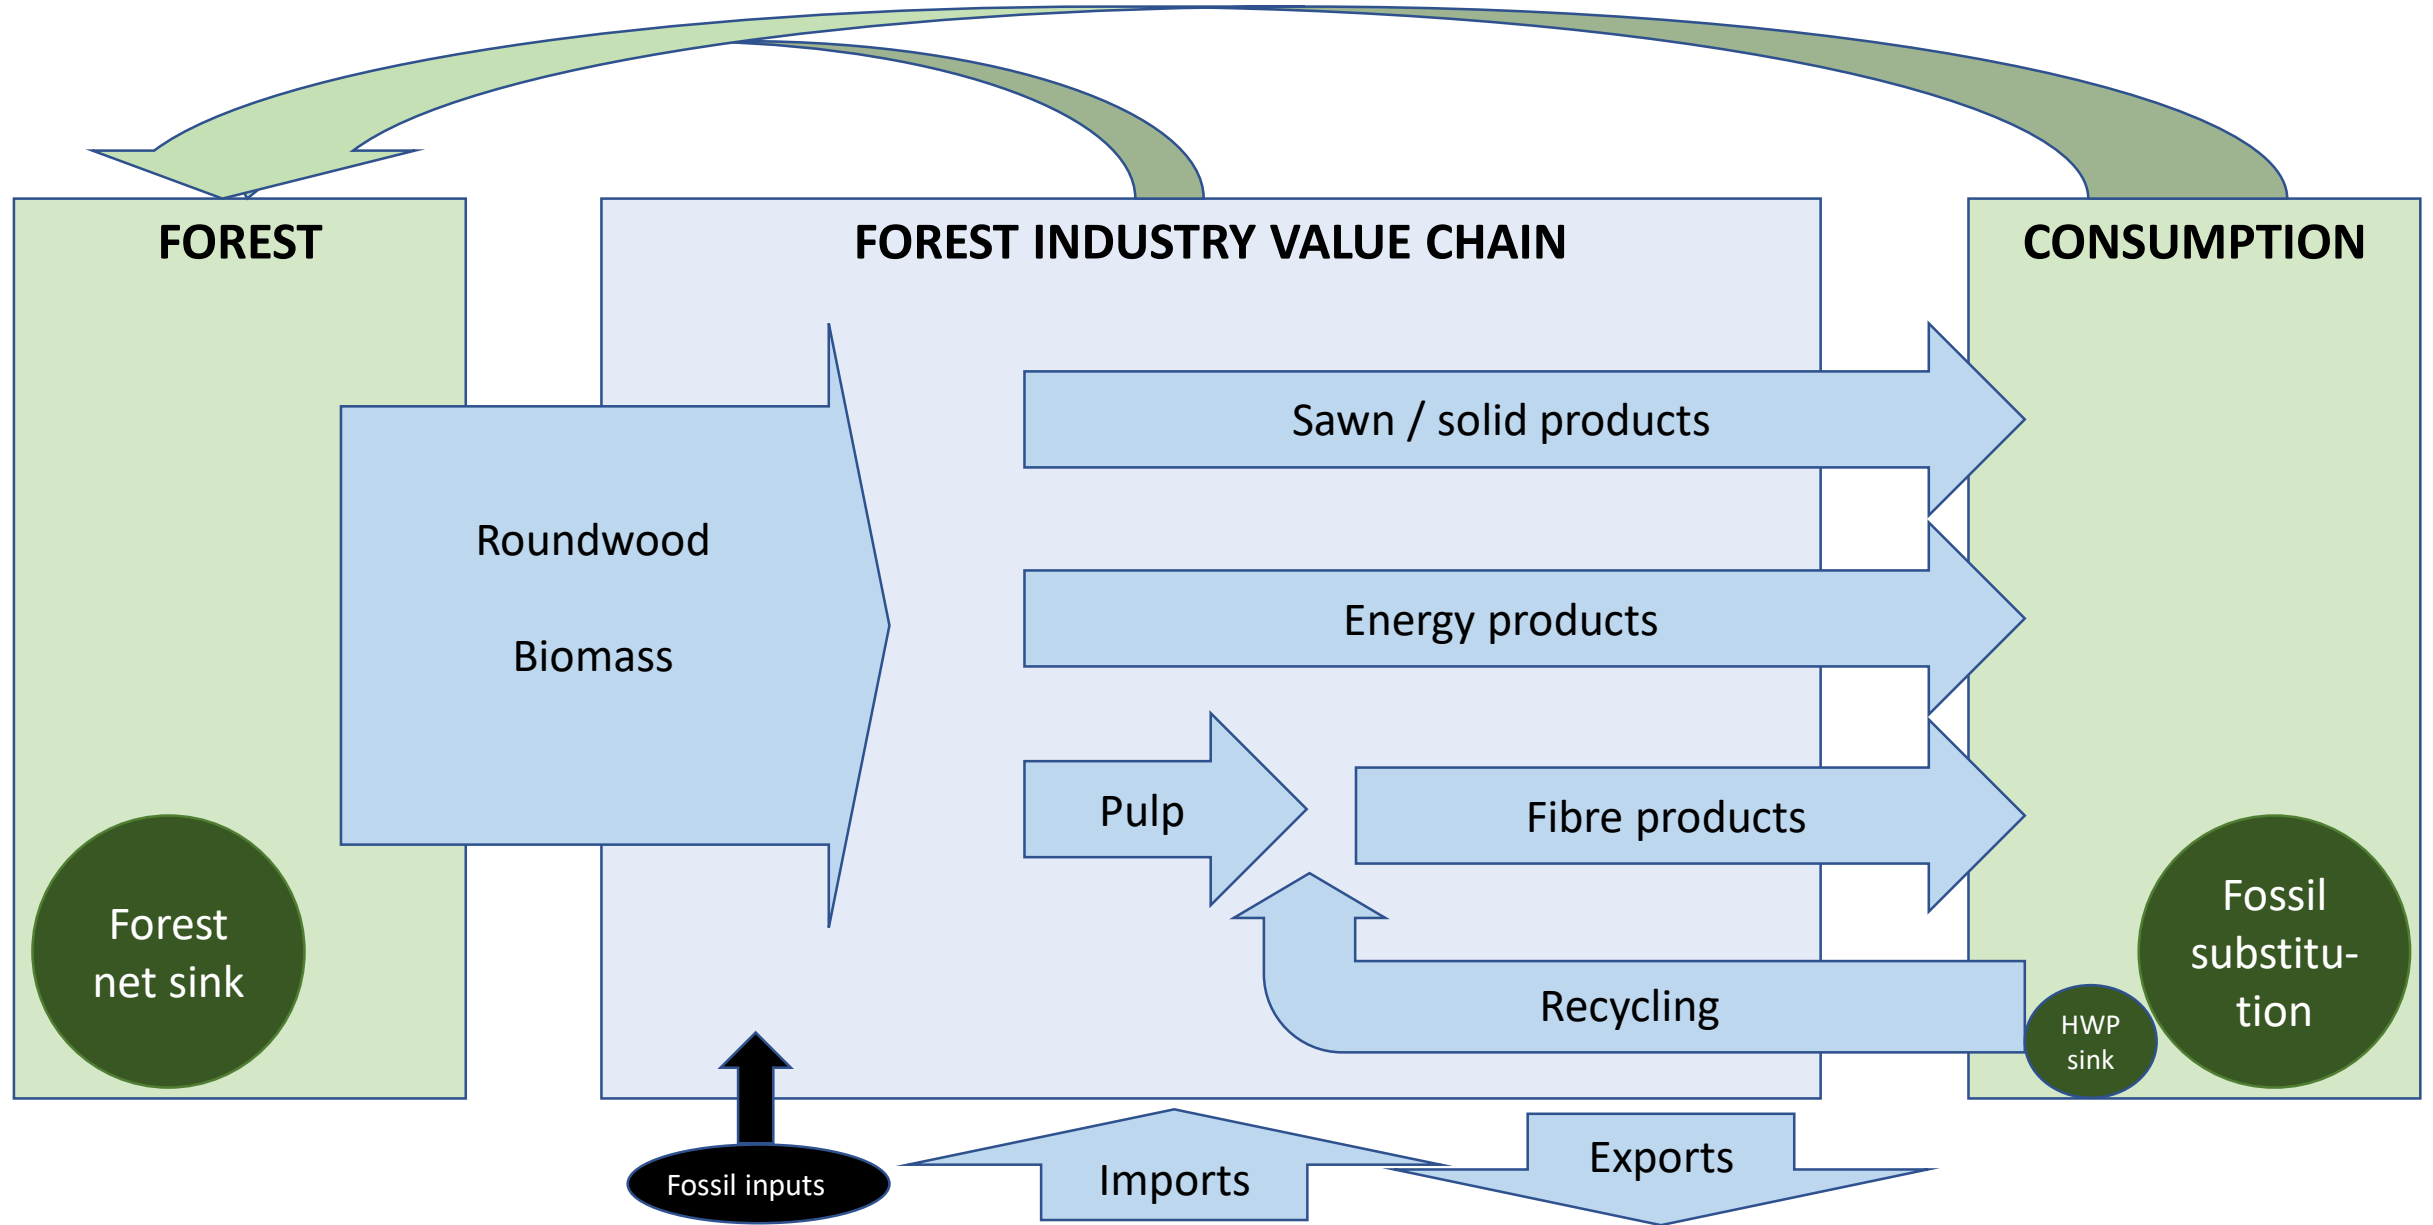 FOREST
FOREST INDUSTRY VALUE CHAIN
CONSUMPTION
Roundwood
Biomass
Sawn / solid products
Energy products
Pulp
Fibre products
Recycling
Forest
net sink
Fossil
substitu-
tion
HWP
sink
Fossil inputs
Imports
Exports